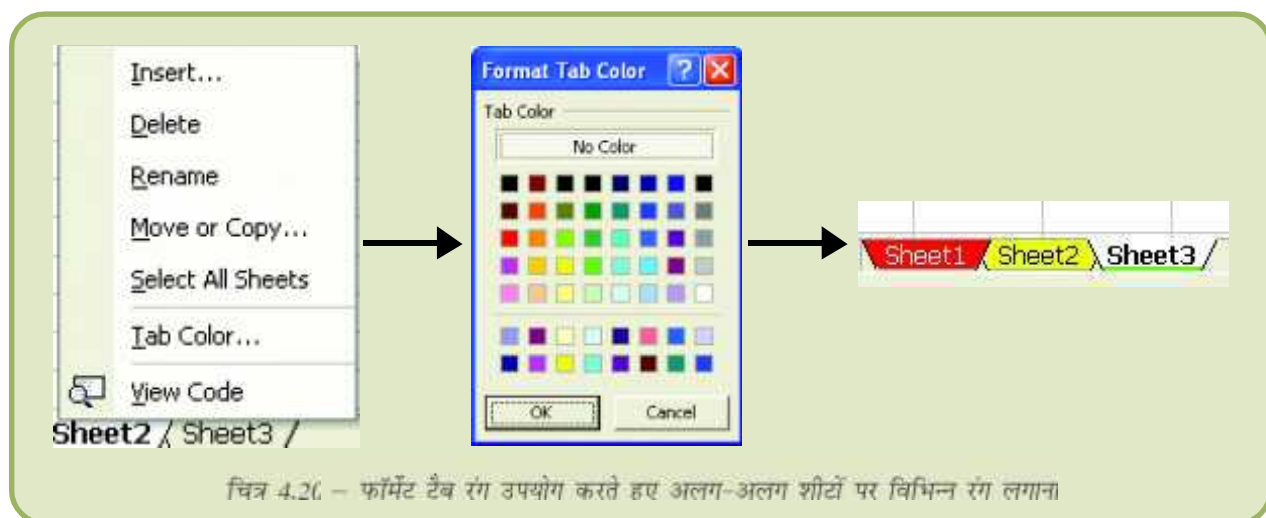 Insert...
Delete
Rename
Move or Copy...
Select All Sheets
Tab Color...
View Code
Sheet2 Sheet3
Format Tab Color
Tab Color
No Color
OK Cancel
Sheet1 Sheet2 Sheet3
चित्र – फॉर्मेट टैब रंग उपयोग करते हुए अलग-अलग शीटों पर विभिन्न रंग लगाना